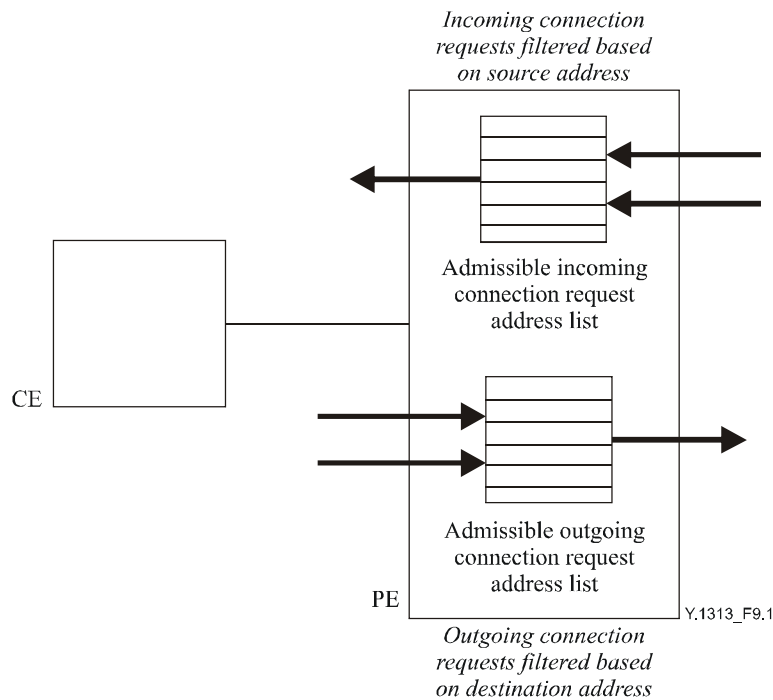 Incoming connection
requests filtered based
on source address
Admissible incoming
connection request
address list
CE
Admissible outgoing
connection request
address list
PE
Y.1313_F9.1
Outgoing connection
requests filtered based
on destination address